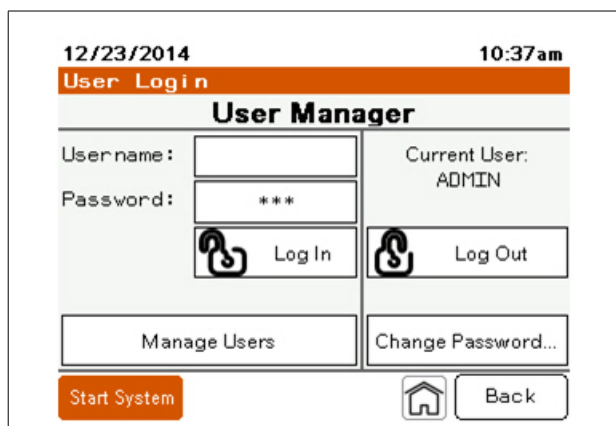 12/23/2014 10:37am
User Login
User Manager
Username:
Current User:
ADMIN
Password: ***
Log In
Log Out
Manage Users
Change Password...
Start System
Back